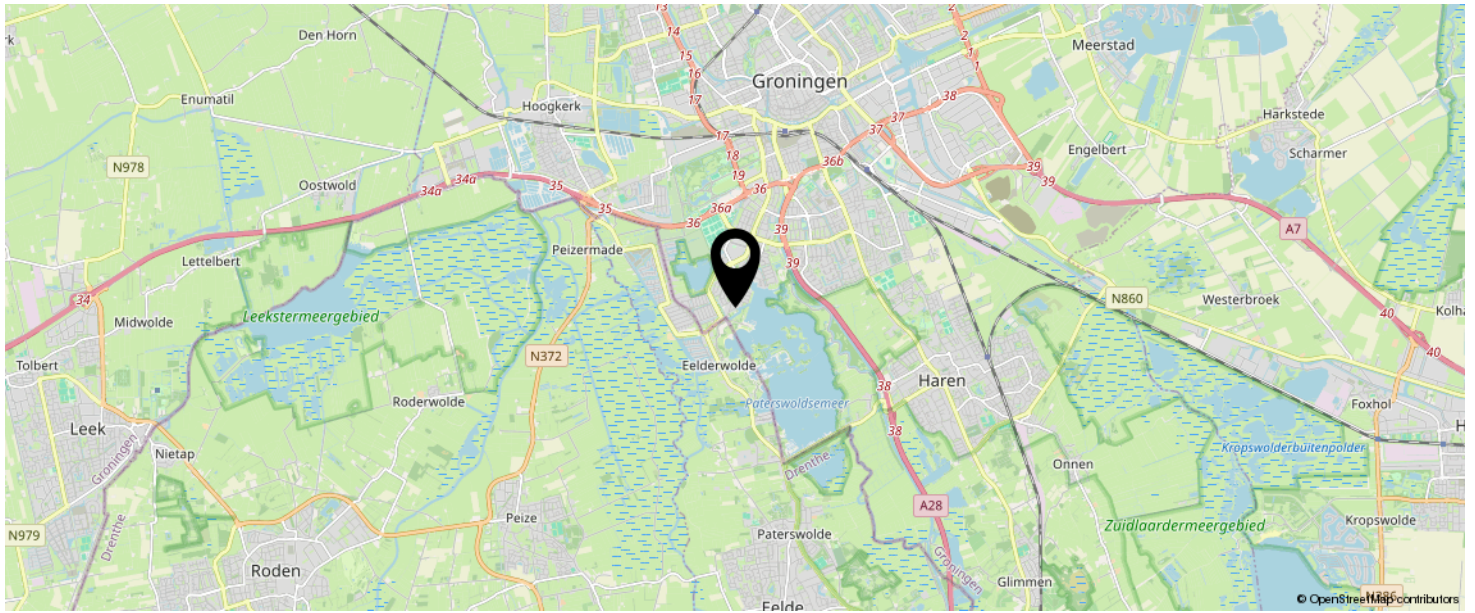 13
Den Horn
14
2
Meerstad
1
15
1
16
Groningen
Enumatil
17
Hoogkerk
38
37
Harkstede
37
17
N978
18
36b
39
Engelbert
Scharmer
Oostwold
34a
34a
35
19
36
39
35
36a
36
39
A7
Peizermade
Lettelbert
39
34
N860
Westerbroek
40
Midwolde
Leekstermeergebied
Tolbert
N372
Eelderwolde
40
Haren
38
Roderwolde
Paterswoldsemeer
Foxhol
Leek
38
Groningen
Nietap
Drenthe
Onnen
Kropswolderbuitenpolder
A28
Peize
Zuidlaardermeergebied
Kropswolde
N979
Drenthe
Paterswolde
Roden
Groningen
Glimmen
N386
© OpenStreetMap contributors
Eelde